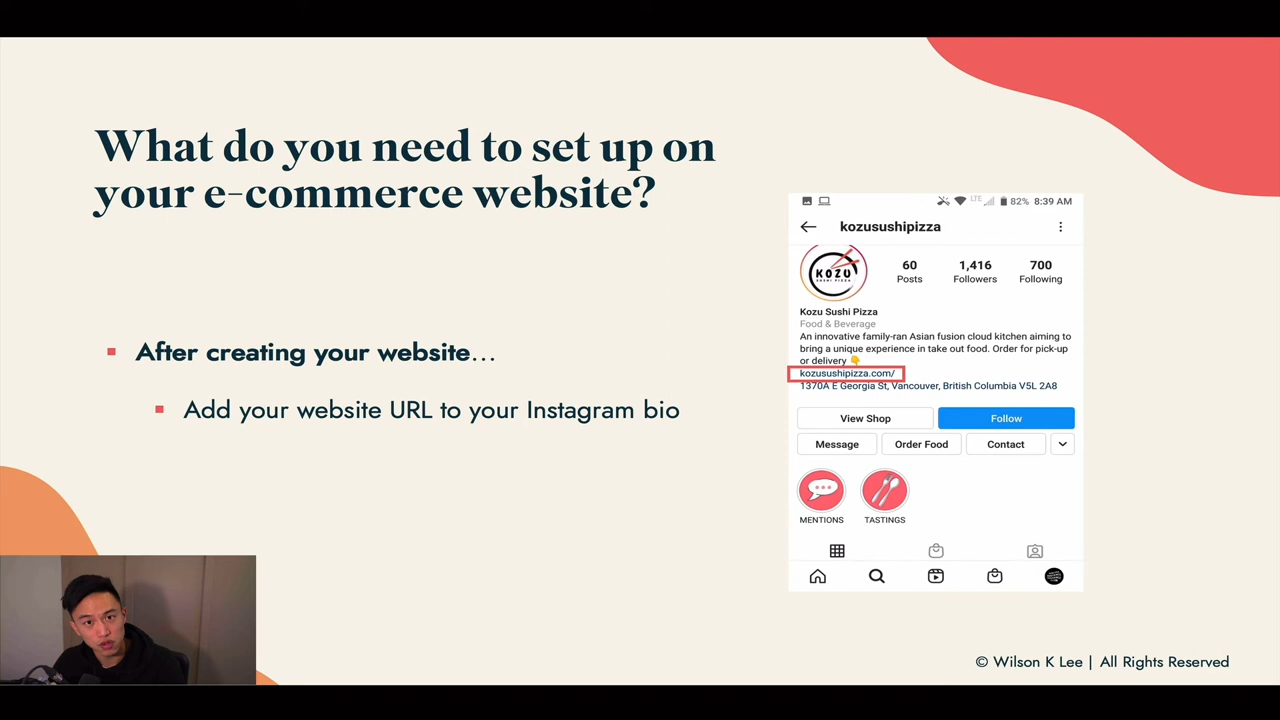 What do you need to set up on
your e-commerce website?
After creating your website...
Add your website URL to your Instagram bio
LTE 82% 8:39 AM
kozusushipizza
KOZU
SUSHI PIZZA
60 1,416 700
Posts Followers Following
Kozu Sushi Pizza
Food & Beverage
An innovative family-ran Asian fusion cloud kitchen aiming to
bring a unique experience in take out food. Order for pick-up
or delivery 👇
kozusushipizza.com/
1370A E Georgia St, Vancouver, British Columbia V5L 2A8
View Shop Follow
Message Order Food Contact
MENTIONS TASTINGS
© Wilson K Lee | All Rights Reserved